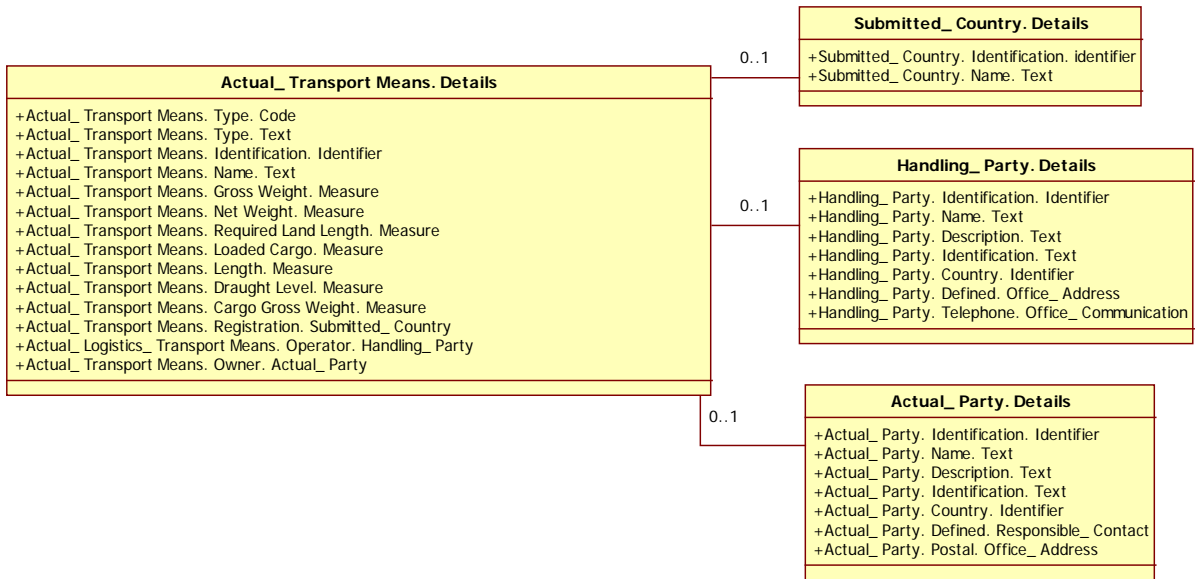 Actual_ Transport Means. Details
+Actual_ Transport Means. Type. Code
+Actual_ Transport Means. Type. Text
+Actual_ Transport Means. Identification. Identifier
+Actual_ Transport Means. Name. Text
+Actual_ Transport Means. Gross Weight. Measure
+Actual_ Transport Means. Net Weight. Measure
+Actual_ Transport Means. Required Land Length. Measure
+Actual_ Transport Means. Loaded Cargo. Measure
+Actual_ Transport Means. Length. Measure
+Actual_ Transport Means. Draught Level. Measure
+Actual_ Transport Means. Cargo Gross Weight. Measure
+Actual_ Transport Means. Registration. Submitted_ Country
+Actual_ Logistics_ Transport Means. Operator. Handling_ Party
+Actual_ Transport Means. Owner. Actual_ Party
0..1
Submitted_ Country. Details
+Submitted_ Country. Identification. identifier
+Submitted_ Country. Name. Text
0..1
Handling_ Party. Details
+Handling_ Party. Identification. Identifier
+Handling_ Party. Name. Text
+Handling_ Party. Description. Text
+Handling_ Party. Identification. Text
+Handling_ Party. Country. Identifier
+Handling_ Party. Defined. Office_ Address
+Handling_ Party. Telephone. Office_ Communication
0..1
Actual_ Party. Details
+Actual_ Party. Identification. Identifier
+Actual_ Party. Name. Text
+Actual_ Party. Description. Text
+Actual_ Party. Identification. Text
+Actual_ Party. Country. Identifier
+Actual_ Party. Defined. Responsible_ Contact
+Actual_ Party. Postal. Office_ Address